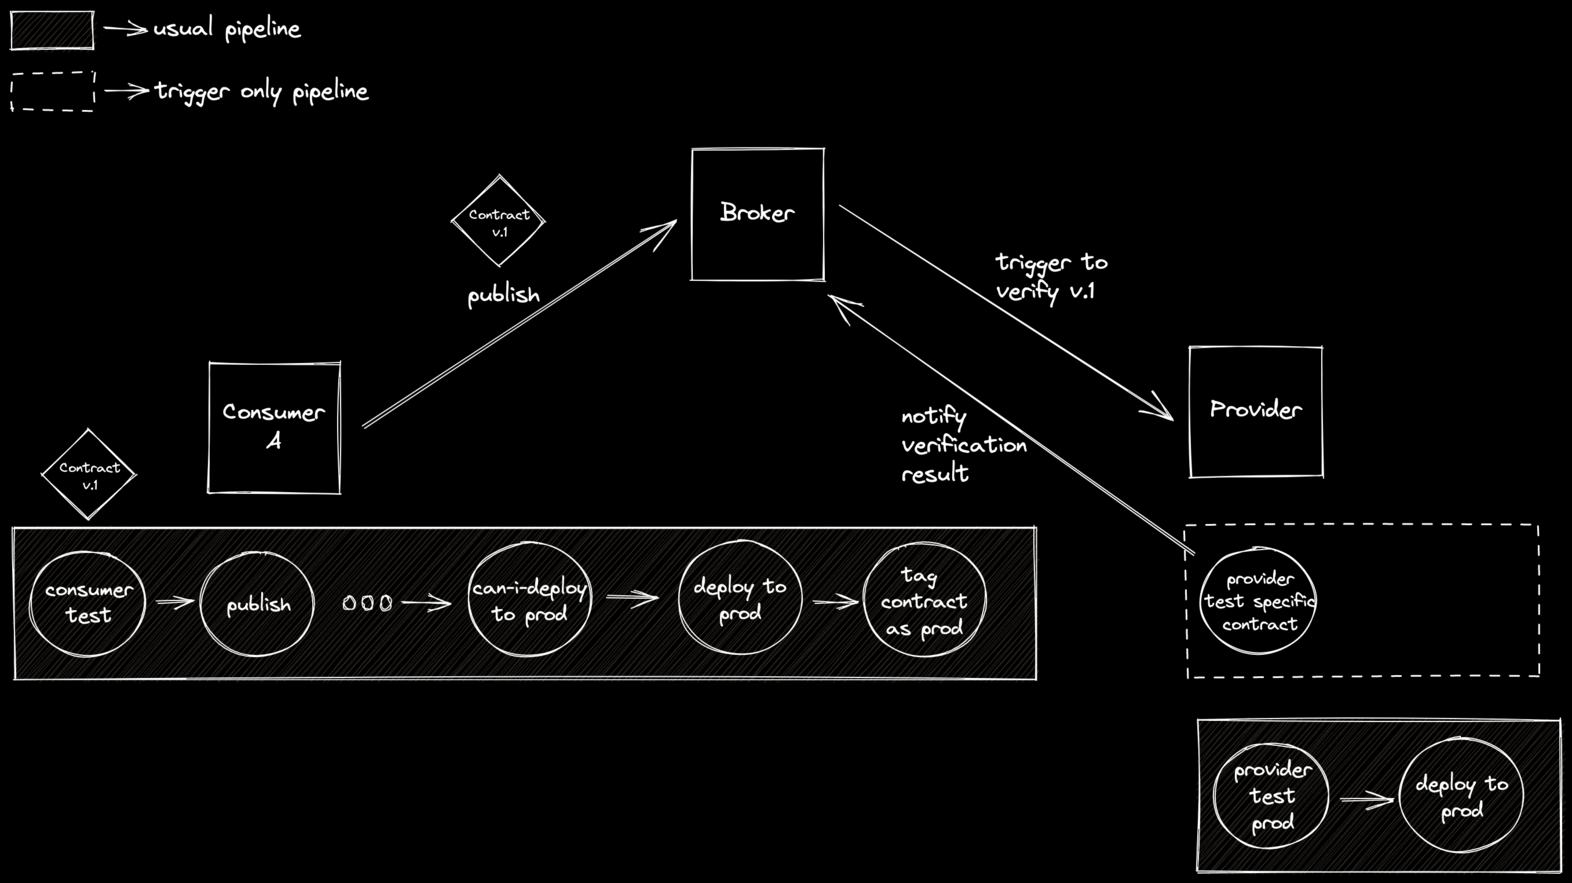 usual pipeline
trigger only pipeline
Contract
v.1
publish
Broker
trigger to
verify v.1
Consumer
A
Provider
notify
verification
result
Contract
v.1
consumer
test
publish
000
can-i-deploy
to prod
deploy to
prod
tag
contract
as prod
provider
test specific
contract
provider
test
prod
deploy to
prod